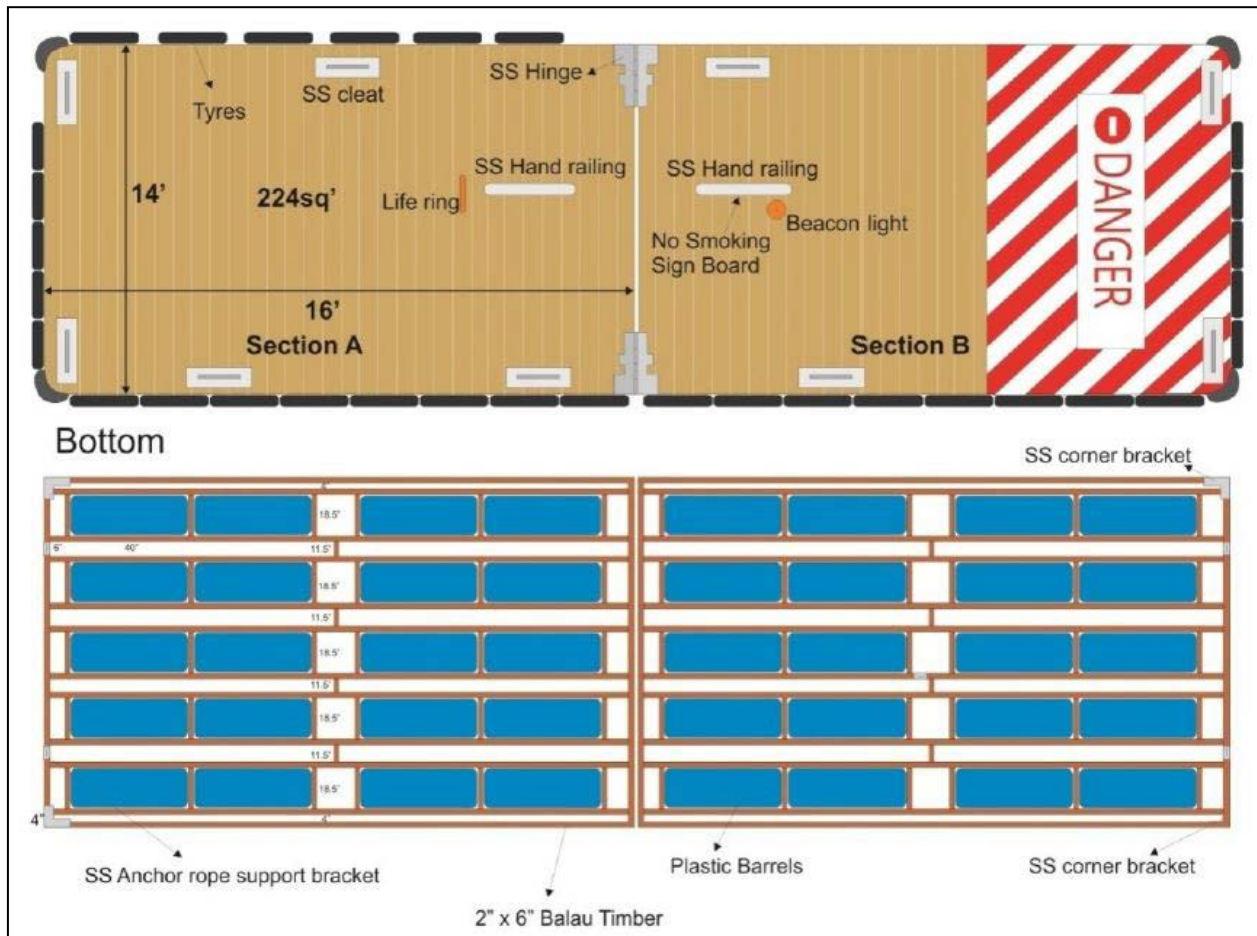 SS Hinge
SS cleat
Tyres
SS Hand railing
SS Hand railing
14’
224sq’
Life ring
Beacon light
No Smoking
Sign Board
DANGER
16’
Section A
Section B
Bottom
SS corner bracket
18.5"
6"
40"
11.5"
18.5"
11.5"
18.5"
11.5"
18.5"
11.5"
18.5"
4"
4"
SS Anchor rope support bracket
Plastic Barrels
SS corner bracket
2” x 6” Balau Timber